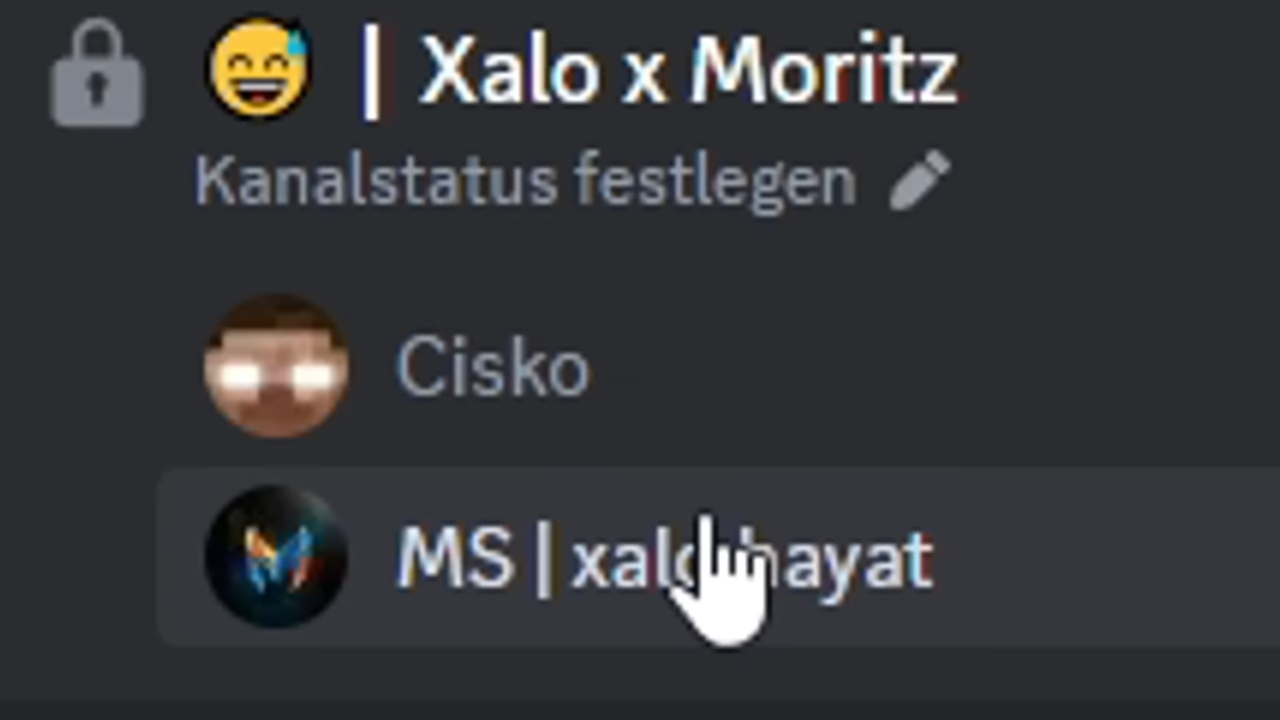 😅 | Xalo x Moritz
Kanalstatus festlegen
Cisko
MS |